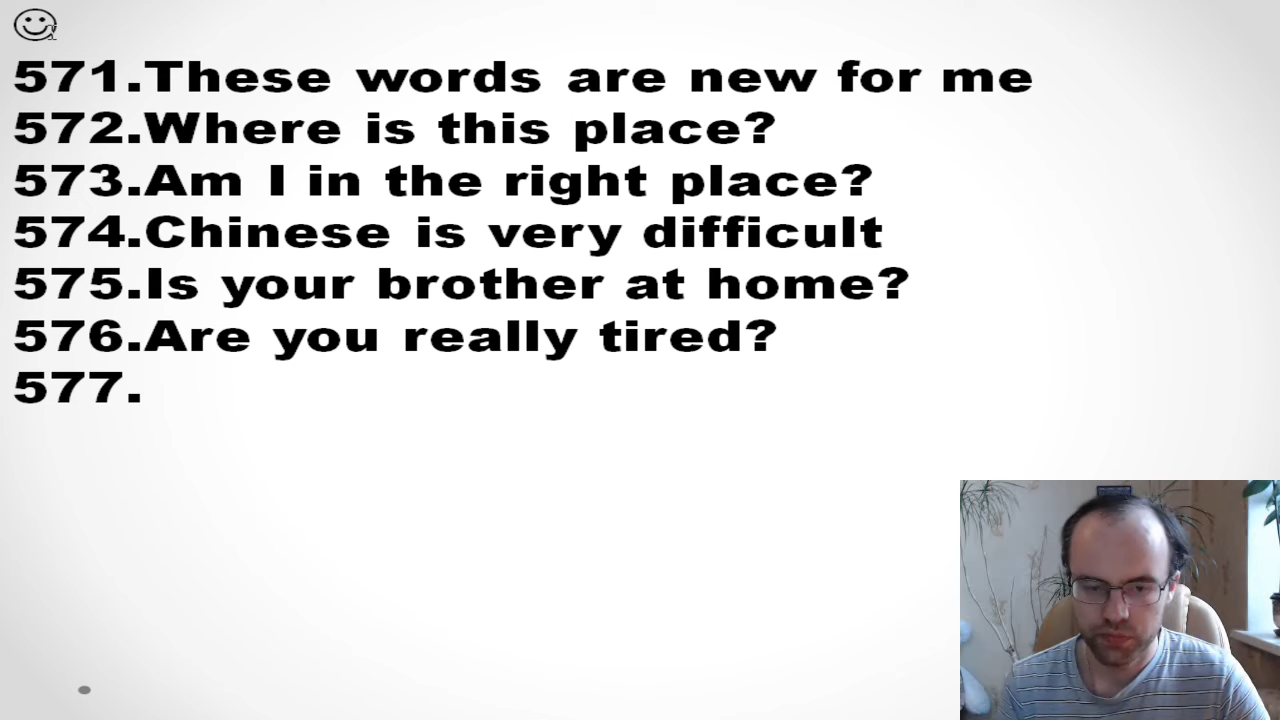 571.These words are new for me
572.Where is this place?
573.Am I in the right place?
574.Chinese is very difficult
575.Is your brother at home?
576.Are you really tired?
577.